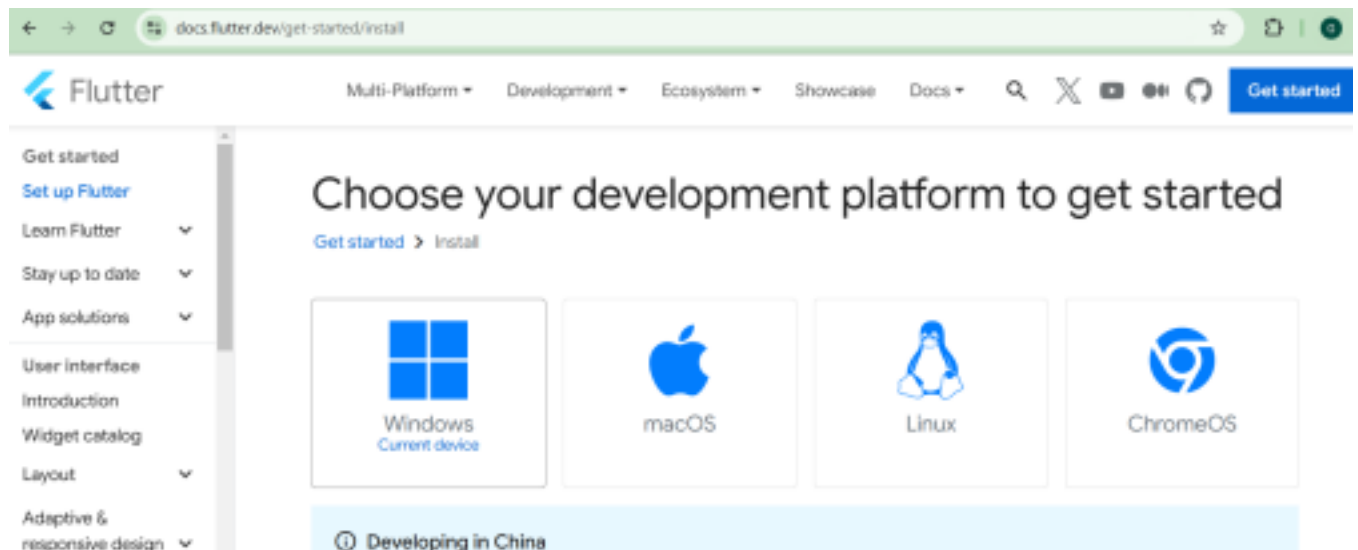 docs.flutter.dev/get-started/install
Flutter
Multi-Platform
Development
Ecosystem
Showcase
Docs
Get started
Get started
Set up Flutter
Learn Flutter
Stay up to date
App solutions
User interface
Introduction
Widget catalog
Layout
Adaptive &
responsive design
Choose your development platform to get started
Get started > Install
Windows
Current device
macOS
Linux
ChromeOS
Developing in China